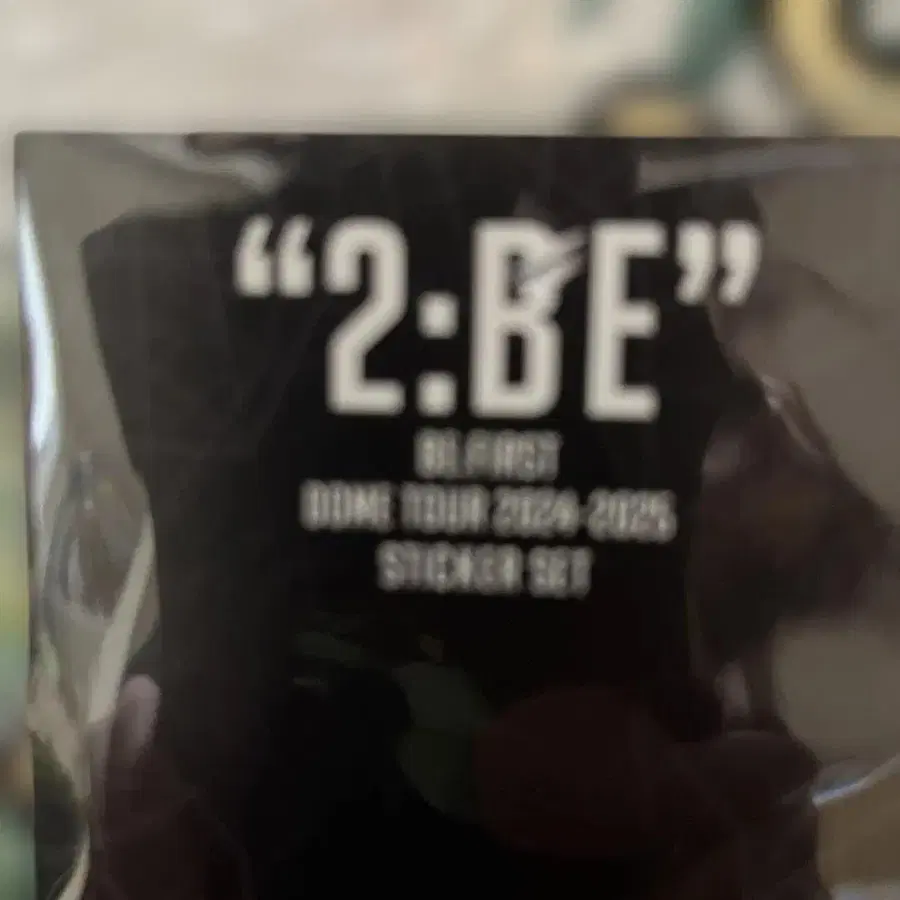 “2:BE”
BE:FIRST
DOME TOUR 2024-2025
STICKER SET